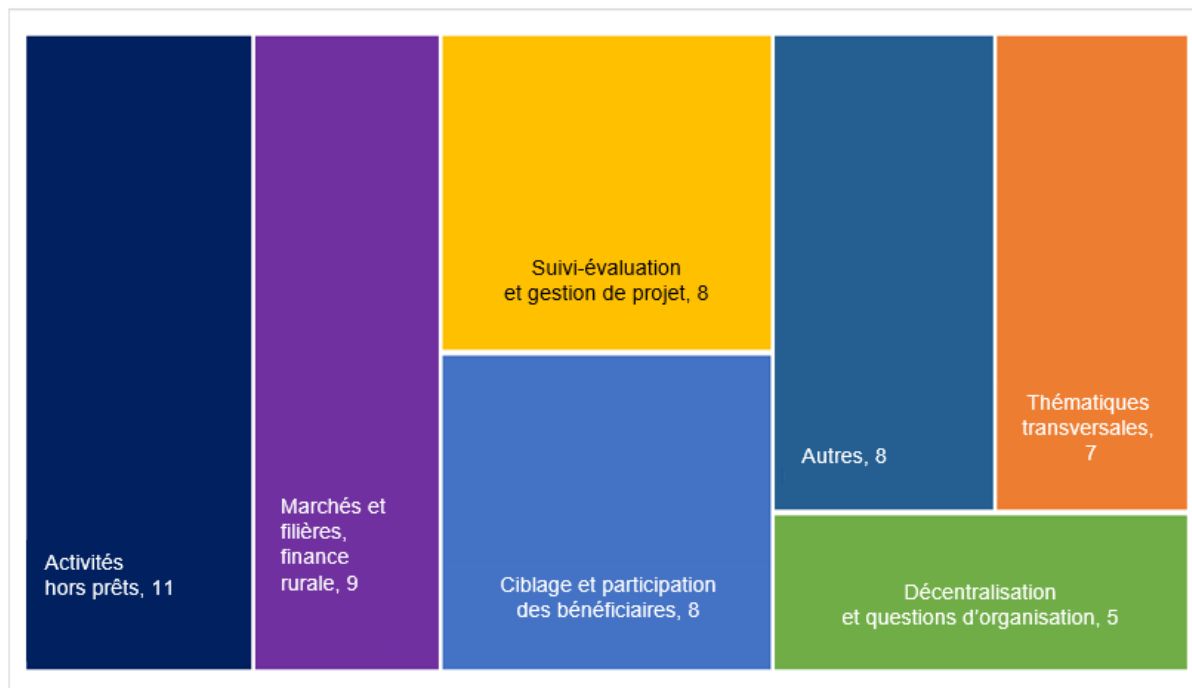 Activités
hors prêts, 11
Marchés et
filières,
finance
rurale, 9
Suivi-évaluation
et gestion de projet, 8
Ciblage et participation
des bénéficiaires, 8
Autres, 8
Thématiques
transversales,
7
Décentralisation
et questions d'organisation, 5